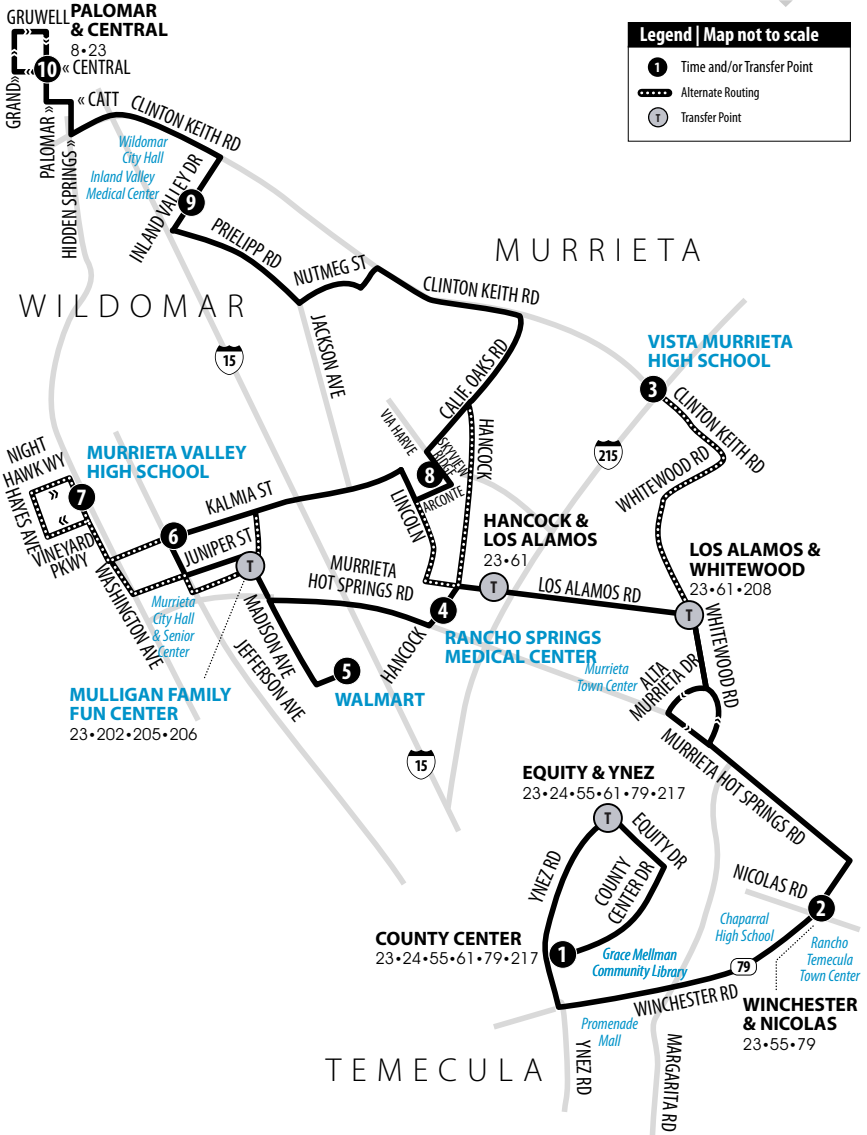 GRUWELL
PALOMAR
& CENTRAL
8•23
10
« CENTRAL
GRAND»
»
»
««
»
« CATT
PALOMAR »
HIDDEN SPRINGS »
CLINTON KEITH RD
Wildomar
City Hall
Inland Valley
Medical Center
INLAND VALLEY DR
9
PRIELIPP RD
NUTMEG ST
Legend | Map not to scale
1
Time and/or Transfer Point
Alternate Routing
T
Transfer Point
MURRIETA
WILDOMAR
CLINTON KEITH RD
JACKSON AVE
15
CALIF. OAKS RD
VISTA MURRIETA
HIGH SCHOOL
3
CLINTON KEITH RD
WHITEWOOD RD
215
VIA HARVE
SKYVIEW
RIDGE
HANCOCK
8
ARCONTE
LINCOLN
NIGHT
HAWK WY
MURRIETA VALLEY
HIGH SCHOOL
7
»
«
HAYES AVE
VINEYARD
PKWY
WASHINGTON AVE
KALMIA ST
6
JUNIPER ST
T
MURRIETA
HOT SPRINGS RD
HANCOCK &
LOS ALAMOS
23•61
T
LOS ALAMOS RD
LOS ALAMOS &
WHITEWOOD
23•61•208
T
WHITEWOOD RD
4
HANCOCK
RANCHO SPRINGS
MEDICAL CENTER
Murrieta
City Hall
& Senior
Center
MADISON AVE
JEFFERSON AVE
5
WALMART
Murrieta
Town Center
ALTA
MURRIETA DR
«
»
MULLIGAN FAMILY
FUN CENTER
23•202•205•206
15
MURRIETA HOT SPRINGS RD
EQUITY & YNEZ
23•24•55•61•79•217
T
EQUITY DR
YNEZ RD
COUNTY
CENTER DR
NICOLAS RD
2
Chaparral
High School
Rancho
Temecula
Town Center
COUNTY CENTER
23•24•55•61•79•217
1
Grace Mellman
Community Library
79
WINCHESTER RD
WINCHESTER
& NICOLAS
23•55•79
Promenade
Mall
YNEZ RD
MARGARITA RD
TEMECULA